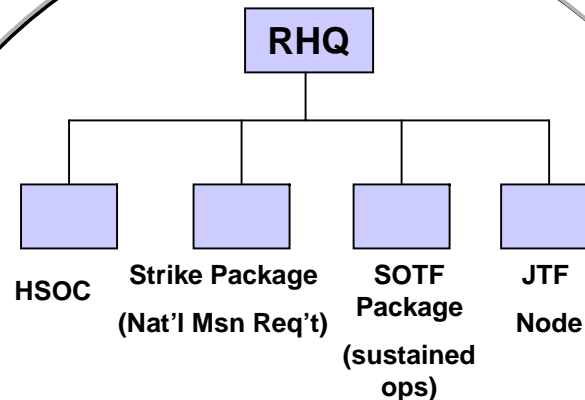 RHQ
HSOC
Strike Package
(Nat'l Msn Req't)
SOTF
Package
(sustained
ops)
JTF
Node